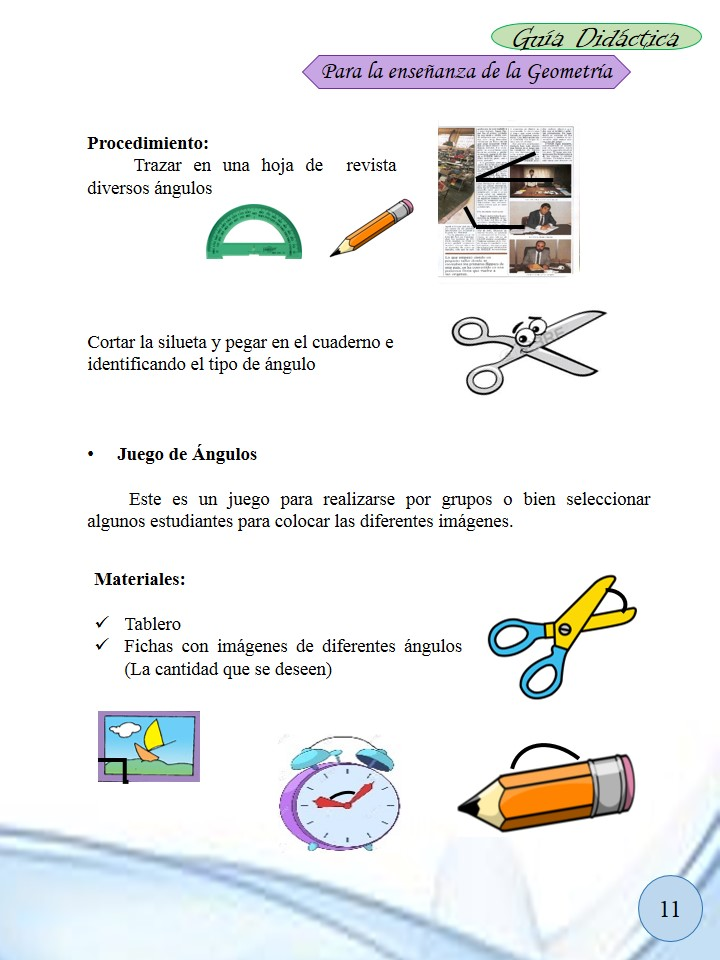 Guía Didáctica
Para la enseñanza de la Geometría
Procedimiento:
Trazar en una hoja de revista
diversos ángulos
Cortar la silueta y pegar en el cuaderno e
identificando el tipo de ángulo
• Juego de Ángulos
Este es un juego para realizarse por grupos o bien seleccionar
algunos estudiantes para colocar las diferentes imágenes.
Materiales:
✓ Tablero
✓ Fichas con imágenes de diferentes ángulos
(La cantidad que se deseen)
11